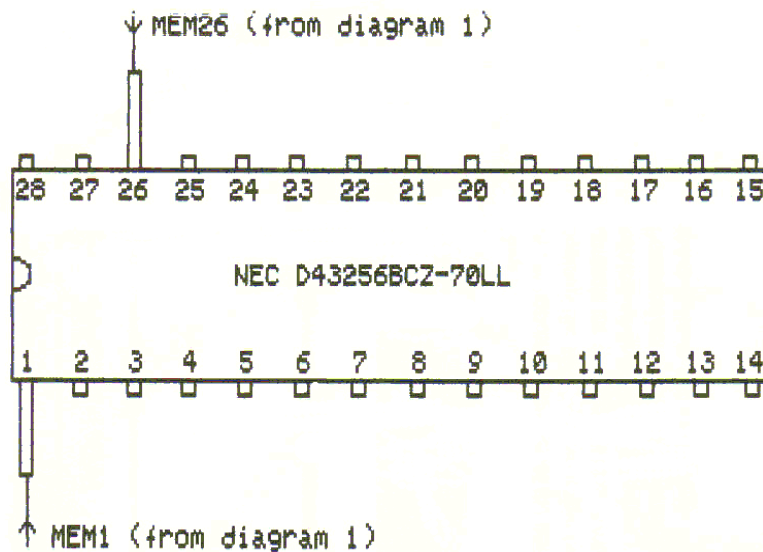 MEM26 (from diagram 1)
28 27 26 25 24 23 22 21 20 19 18 17 16 15
NEC D43256BCZ-70LL
1 2 3 4 5 6 7 8 9 10 11 12 13 14
MEM1 (from diagram 1)